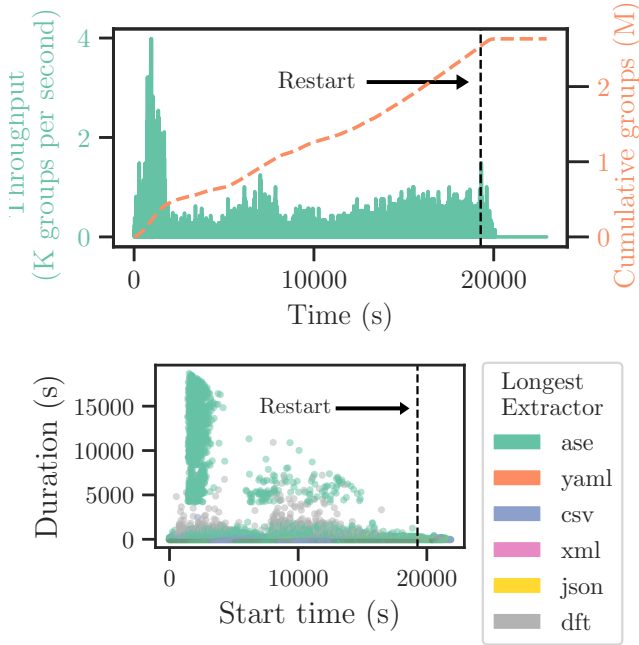 Throughput
(K groups per second)
4
2
0
Restart
2
1
0
Cumulative groups (M)
0
10000
20000
Time (s)
Duration (s)
15000
10000
5000
0
Restart
0
10000
20000
Start time (s)
Longest
Extractor
ase
yaml
csv
xml
json
dft